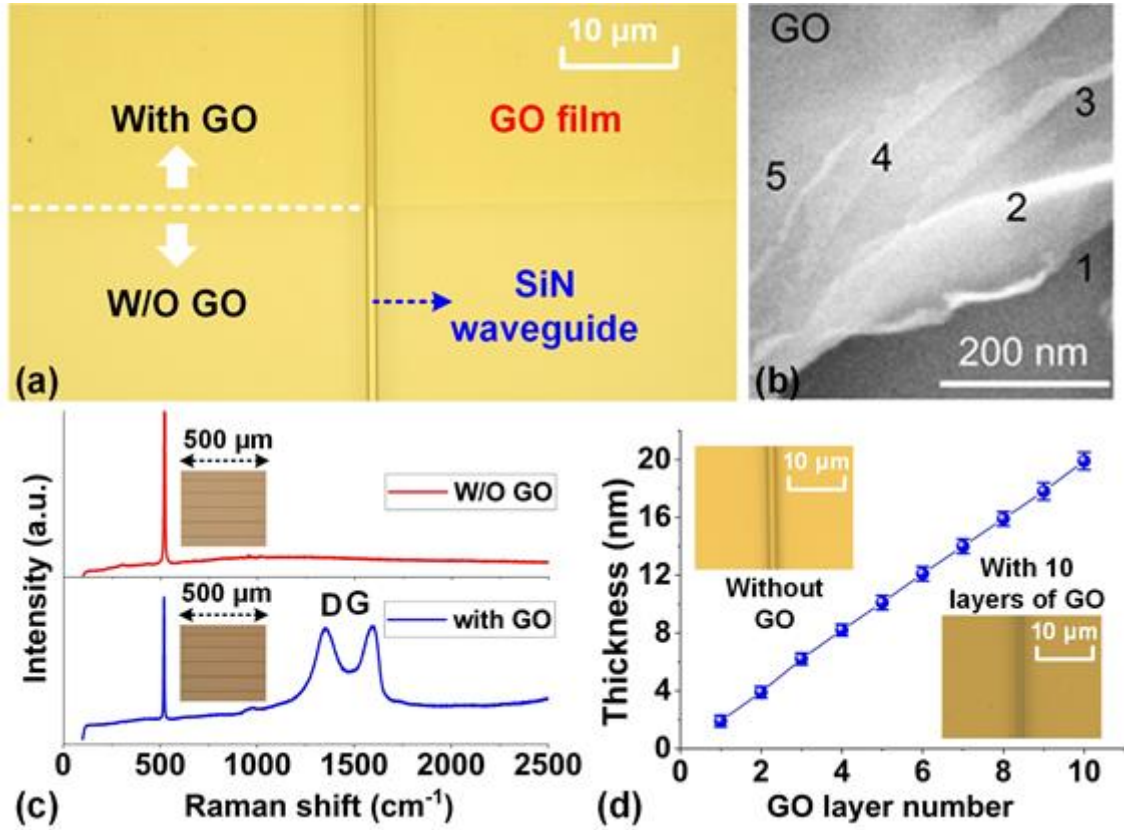 10 µm
With GO
GO film
W/O GO
SiN
waveguide
(a)
GO
3
4
5
2
1
200 nm
(b)
500 µm
W/O GO
500 µm
D G
with GO
Intensity (a.u.)
0 500 1000 1500 2000 2500
Raman shift (cm⁻¹)
(c)
20
16
12
8
4
0
Thickness (nm)
10 µm
Without
GO
With 10
layers of GO
10 µm
0 2 4 6 8 10
GO layer number
(d)